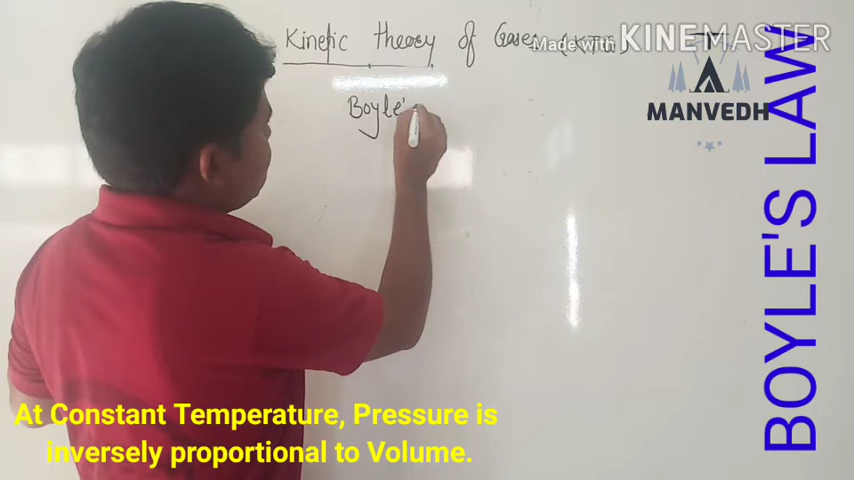 Kinetic theory of Gases (KTG)
Made with KINEMASTER
MANVEDH
Boyle's
BOYLE'S LAW
At Constant Temperature, Pressure is
inversely proportional to Volume.